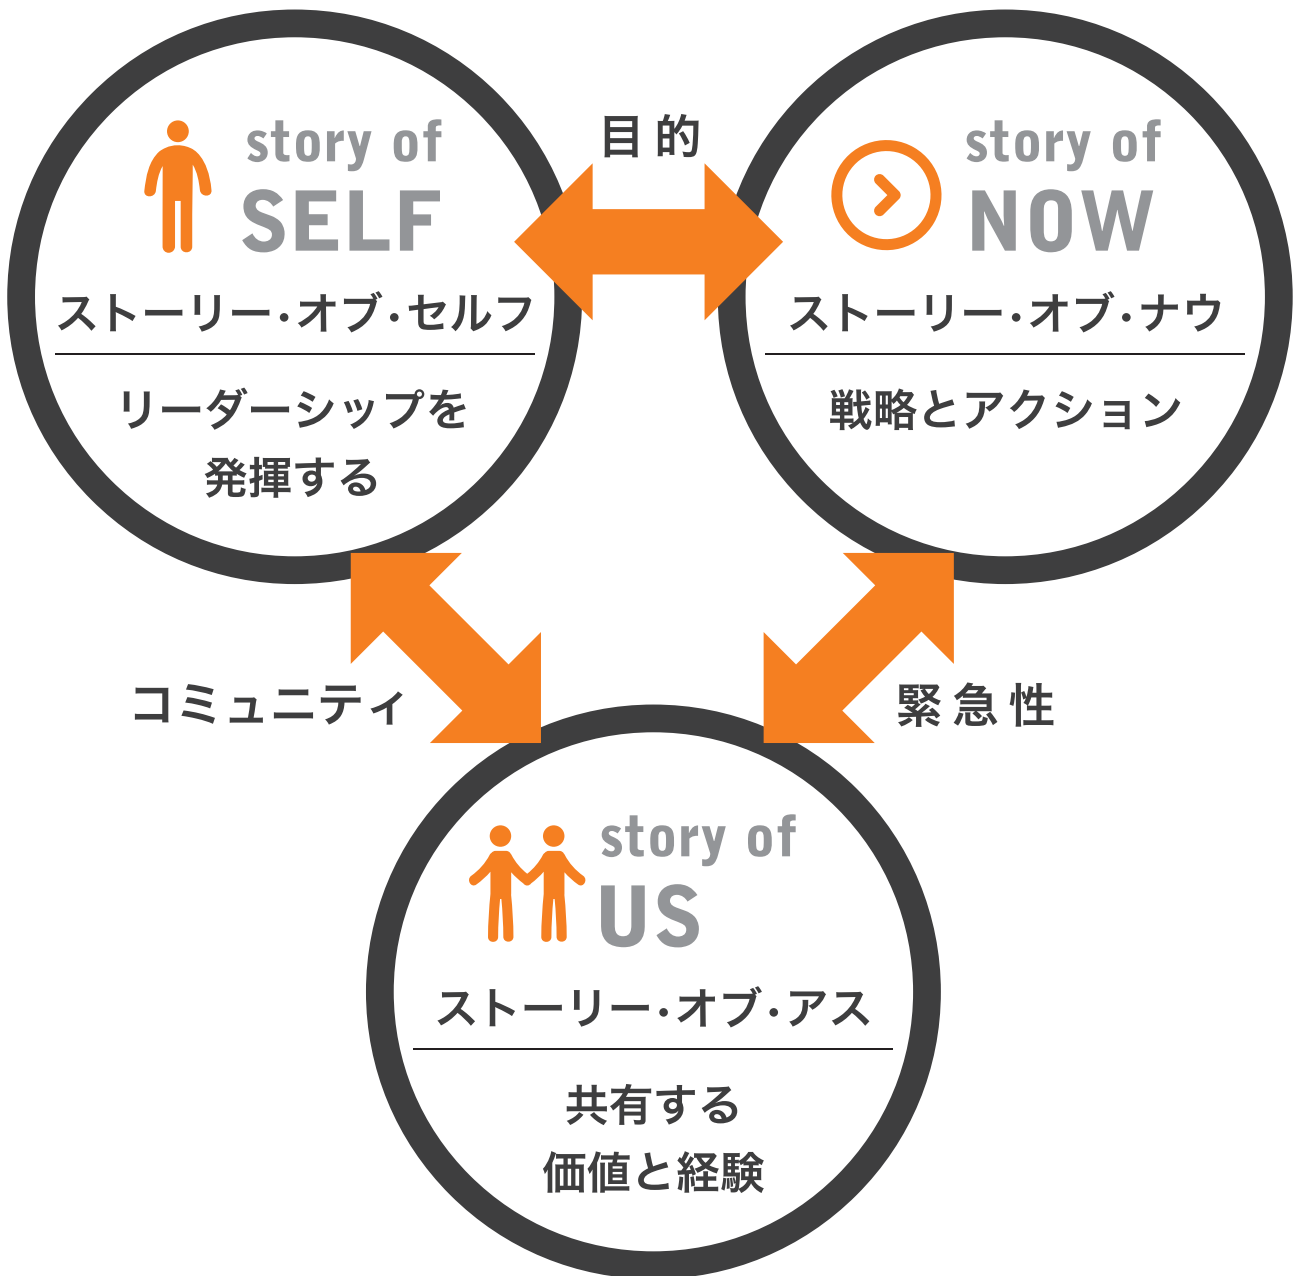 story of
SELF
ストーリー・オブ・セルフ
リーダーシップを
発揮する
目的
story of
NOW
ストーリー・オブ・ナウ
戦略とアクション
コミュニティ
緊急性
story of
US
ストーリー・オブ・アス
共有する
価値と経験